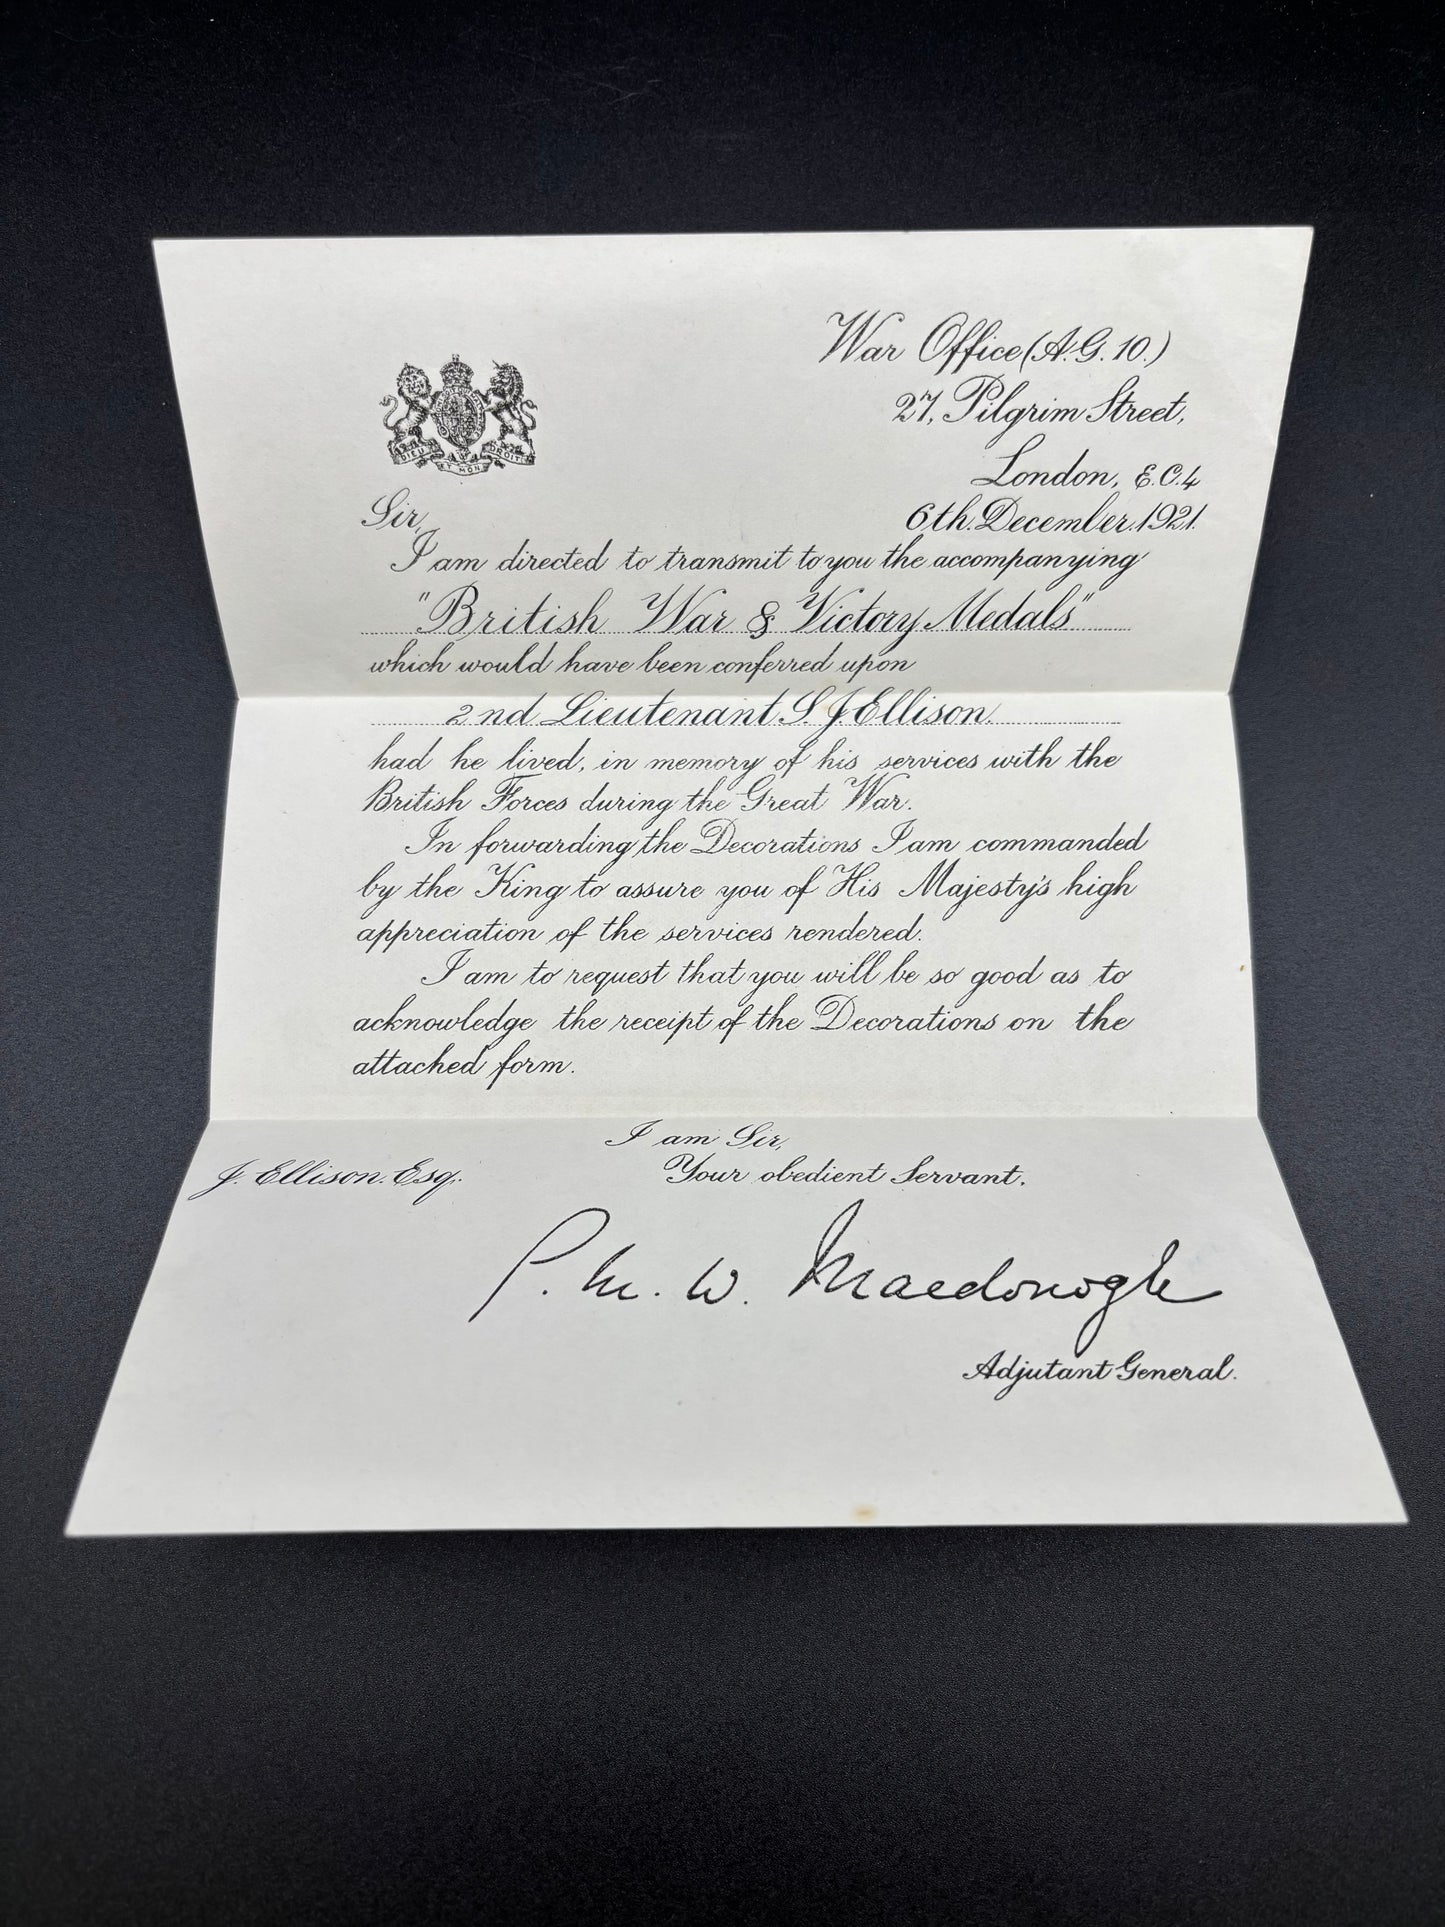 War Office (A.G. 10.)
27, Pilgrim Street,
London, E.C.4
6th. December. 1921.
DIEU ET MON DROIT
Sir,
I am directed to transmit to you the accompanying
"British War & Victory Medals"
which would have been conferred upon
2nd Lieutenant S. J. Ellison.
had he lived, in memory of his services with the
British Forces during the Great War.
In forwarding the Decorations I am commanded
by the King to assure you of His Majesty's high
appreciation of the services rendered.
I am to request that you will be so good as to
acknowledge the receipt of the Decorations on the
attached form.
I am Sir,
Your obedient Servant.
J. Ellison. Esq.
P. M. W. Macdonogh
Adjutant General.